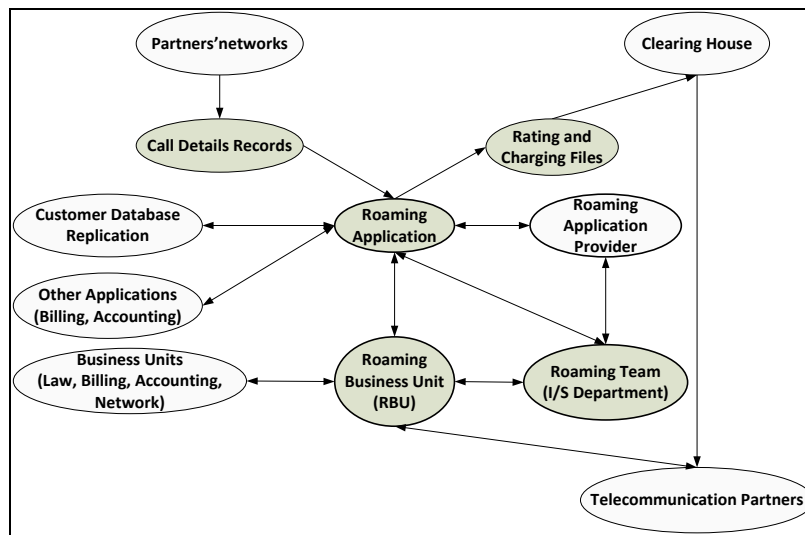 Partners'networks
Clearing House
Call Details Records
Rating and
Charging Files
Customer Database
Replication
Roaming
Application
Roaming
Application
Provider
Other Applications
(Billing, Accounting)
Business Units
(Law, Billing, Accounting,
Network)
Roaming
Business Unit
(RBU)
Roaming Team
(I/S Department)
Telecommunication Partners